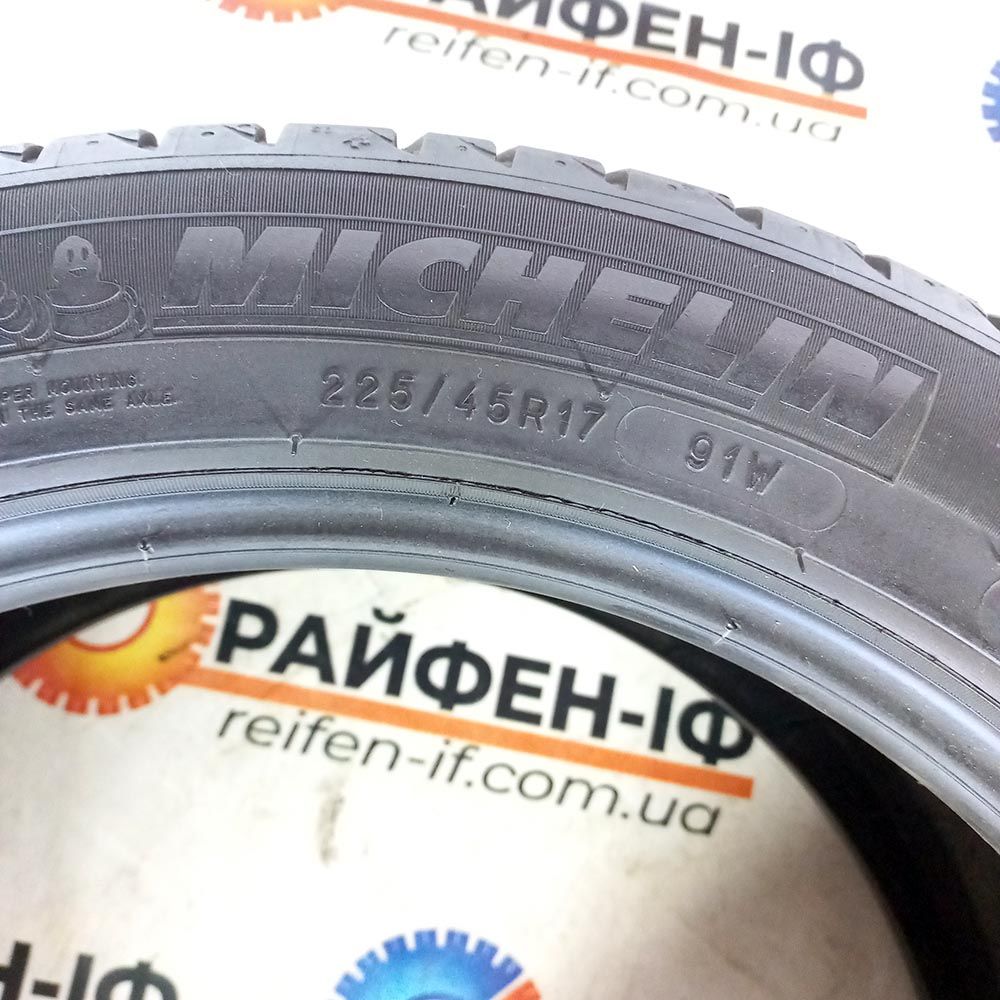 РАЙФЕН-ІФ
reifen-if.com.ua
MICHELIN
PER MOUNTING.
THE SAME AXLE.
225/45R17
91W
РАЙФЕН-ІФ
reifen-if.com.ua
Н-ІФ